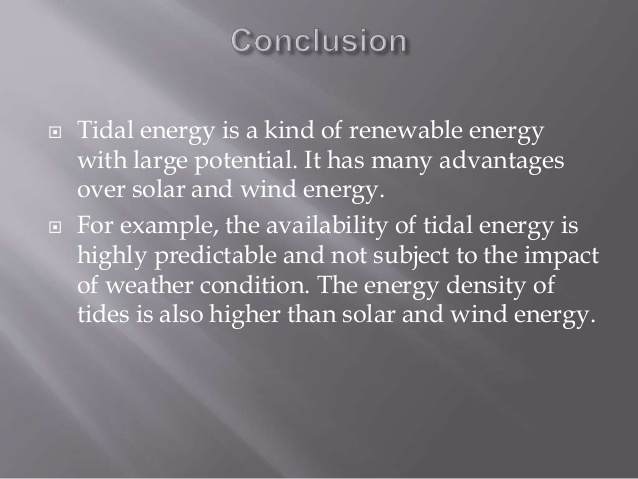 Conclusion
Tidal energy is a kind of renewable energy
with large potential. It has many advantages
over solar and wind energy.
For example, the availability of tidal energy is
highly predictable and not subject to the impact
of weather condition. The energy density of
tides is also higher than solar and wind energy.